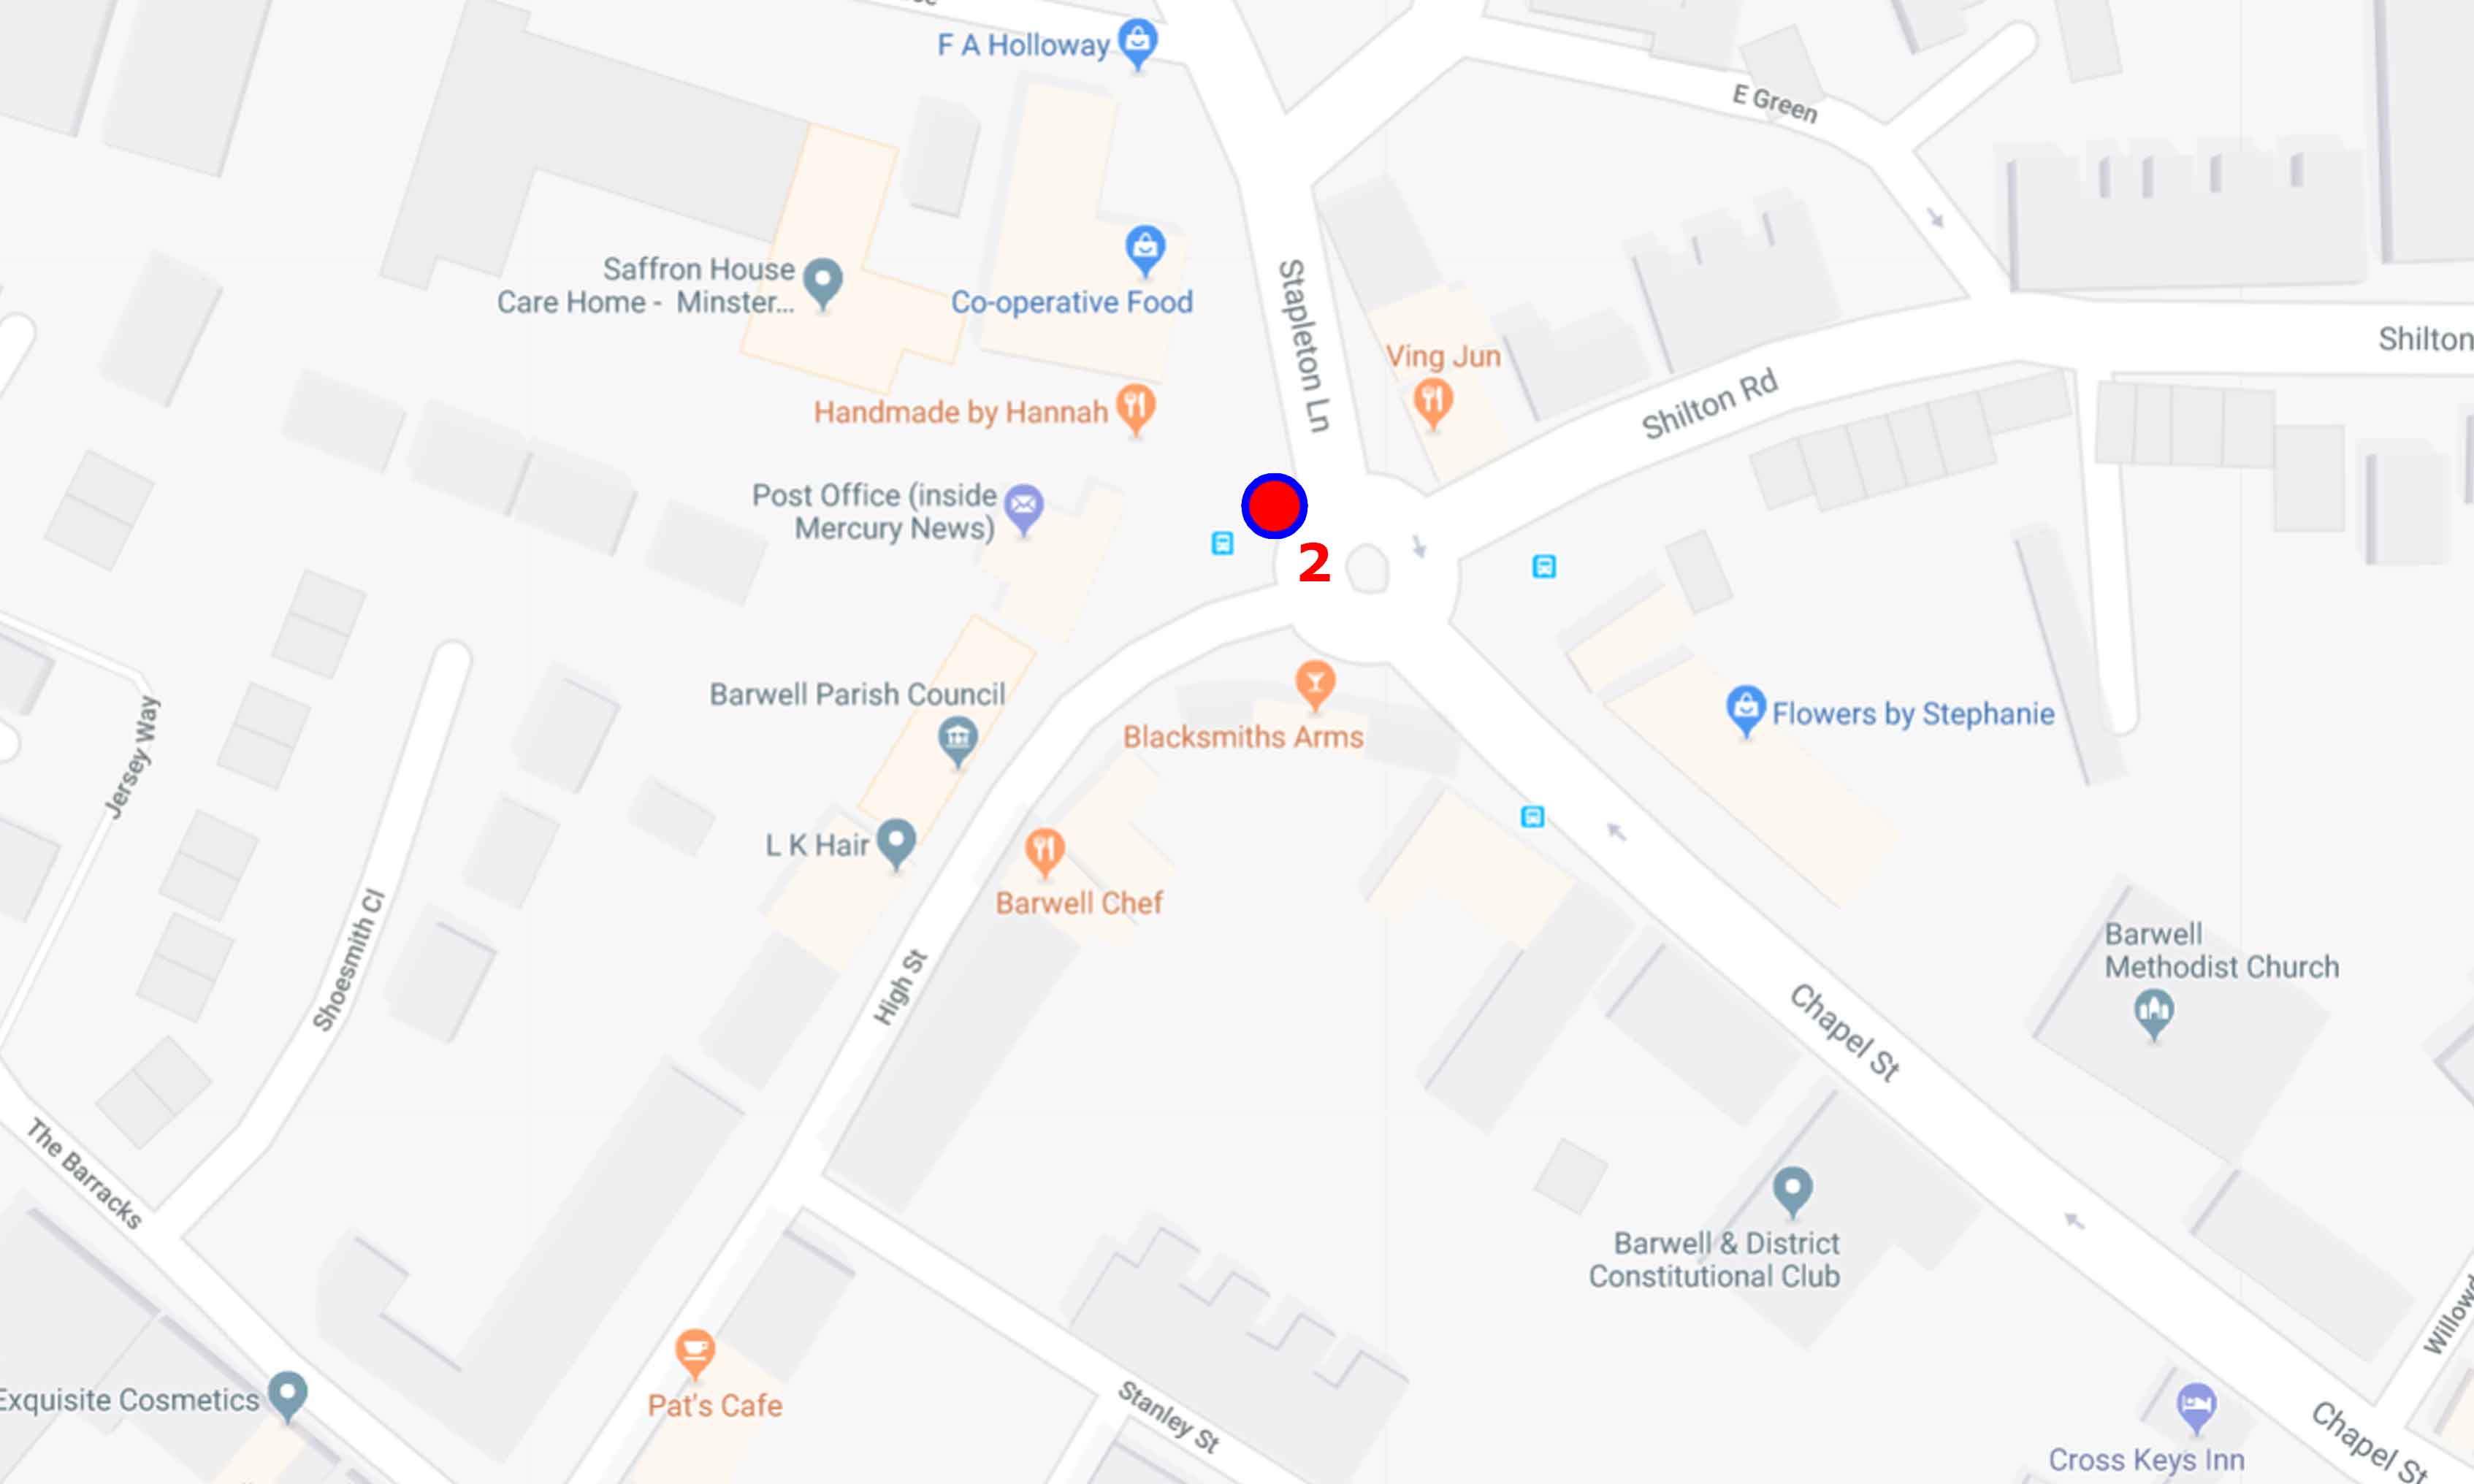 F A Holloway
E Green
Saffron House
Care Home - Minster...
Co-operative Food
Stapleton Ln
Ving Jun
Shilton
Shilton Rd
Handmade by Hannah
Post Office (inside
Mercury News)
2
Barwell Parish Council
Blacksmiths Arms
Flowers by Stephanie
Jersey Way
L K Hair
Barwell Chef
Shoesmith Cl
High St
Barwell
Methodist Church
Chapel St
The Barracks
Barwell & District
Constitutional Club
Willowd
Pat's Cafe
Exquisite Cosmetics
Stanley St
Chapel St
Cross Keys Inn